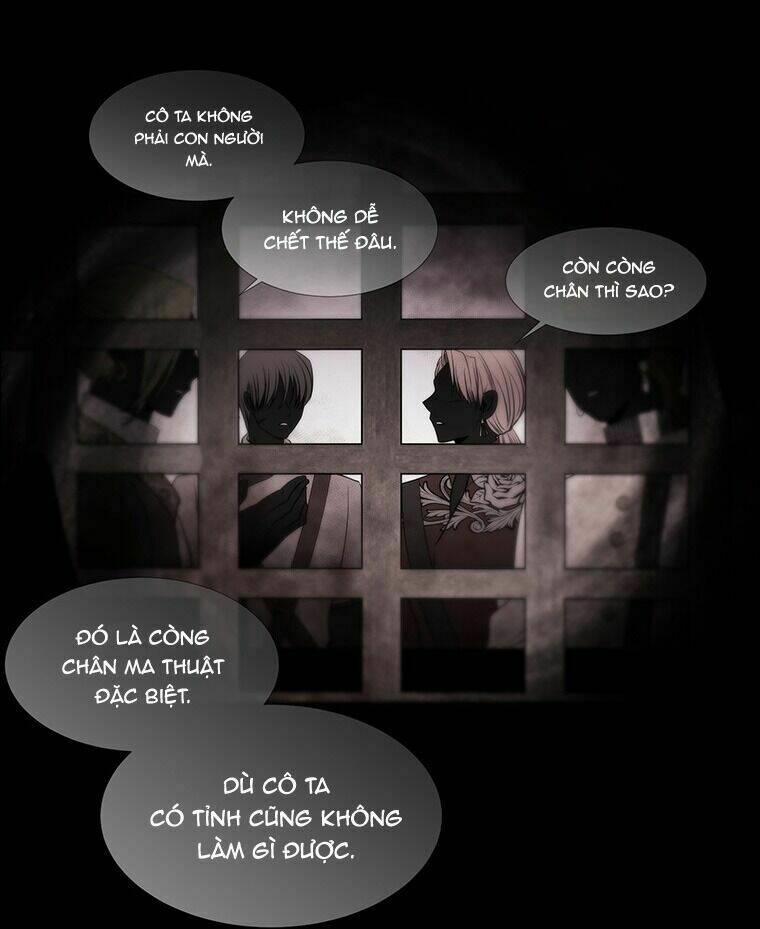 CÔ TA KHÔNG
PHẢI CON NGƯỜI
MÀ.
KHÔNG DỄ
CHẾT THẾ ĐÂU.
CÒN CÒNG
CHÂN THÌ SAO?
ĐÓ LÀ CÒNG
CHÂN MA THUẬT
ĐẶC BIỆT.
DÙ CÔ TA
CÓ TỈNH CŨNG KHÔNG
LÀM GÌ ĐƯỢC.